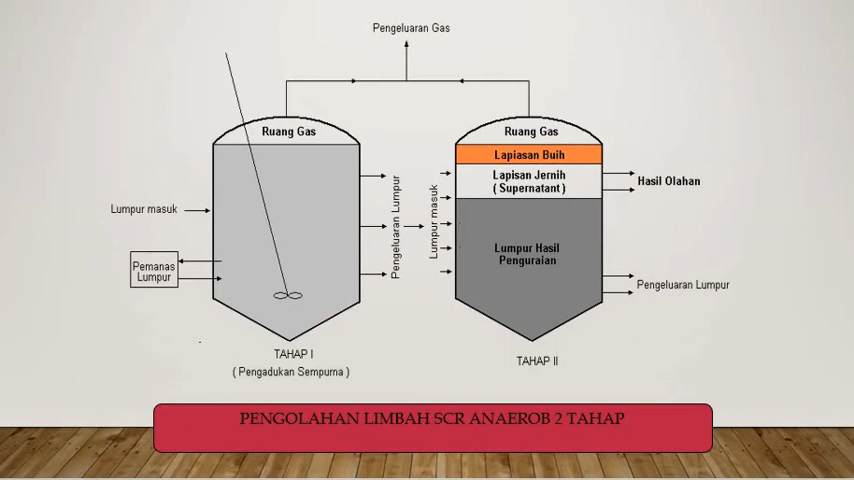 Pengeluaran Gas
Ruang Gas
Ruang Gas
Lapiasan Buih
Lapisan Jernih
( Supernatant )
Hasil Olahan
Lumpur masuk
Pengeluaran Lumpur
Lumpur masuk
Lumpur Hasil
Penguraian
Pemanas
Lumpur
Pengeluaran Lumpur
TAHAP I
( Pengadukan Sempurna )
TAHAP II
PENGOLAHAN LIMBAH SCR ANAEROB 2 TAHAP